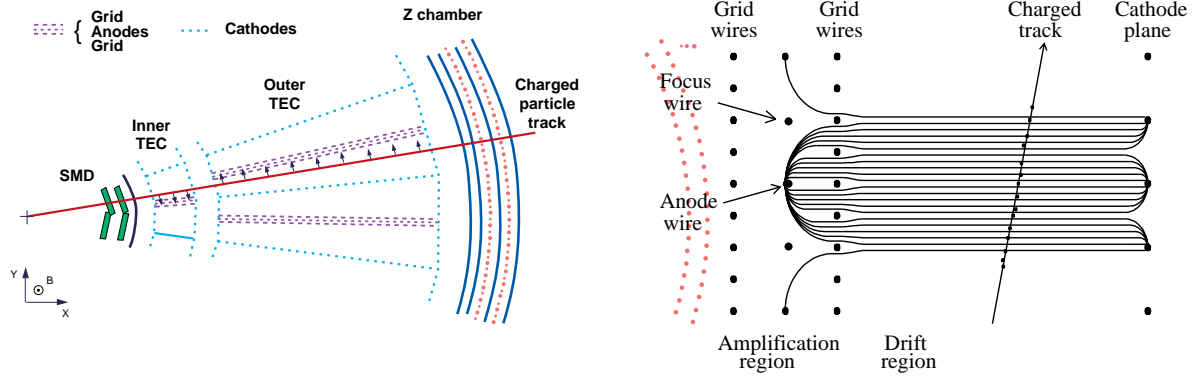 Grid
Anodes
Grid
Cathodes
Z chamber
Outer
TEC
Charged
particle
track
Inner
TEC
SMD
Y
B
X
Grid
wires
Grid
wires
Charged
track
Cathode
plane
Focus
wire
Anode
wire
Amplification
region
Drift
region